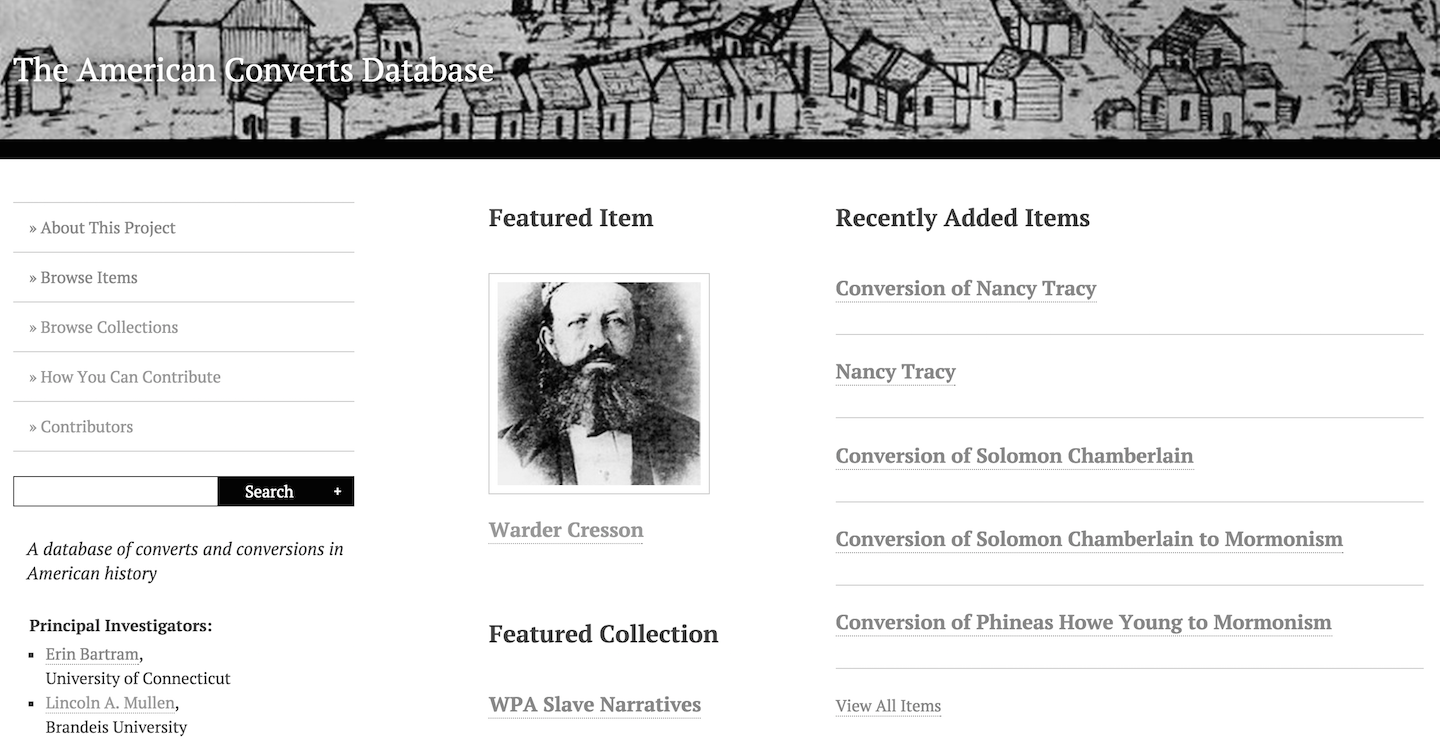 The American Converts Database
» About This Project
» Browse Items
» Browse Collections
» How You Can Contribute
» Contributors
Search +
A database of converts and conversions in
American history
Principal Investigators:
Erin Bartram,
University of Connecticut
Lincoln A. Mullen,
Brandeis University
Featured Item
Warder Cresson
Featured Collection
WPA Slave Narratives
Recently Added Items
Conversion of Nancy Tracy
Nancy Tracy
Conversion of Solomon Chamberlain
Conversion of Solomon Chamberlain to Mormonism
Conversion of Phineas Howe Young to Mormonism
View All Items